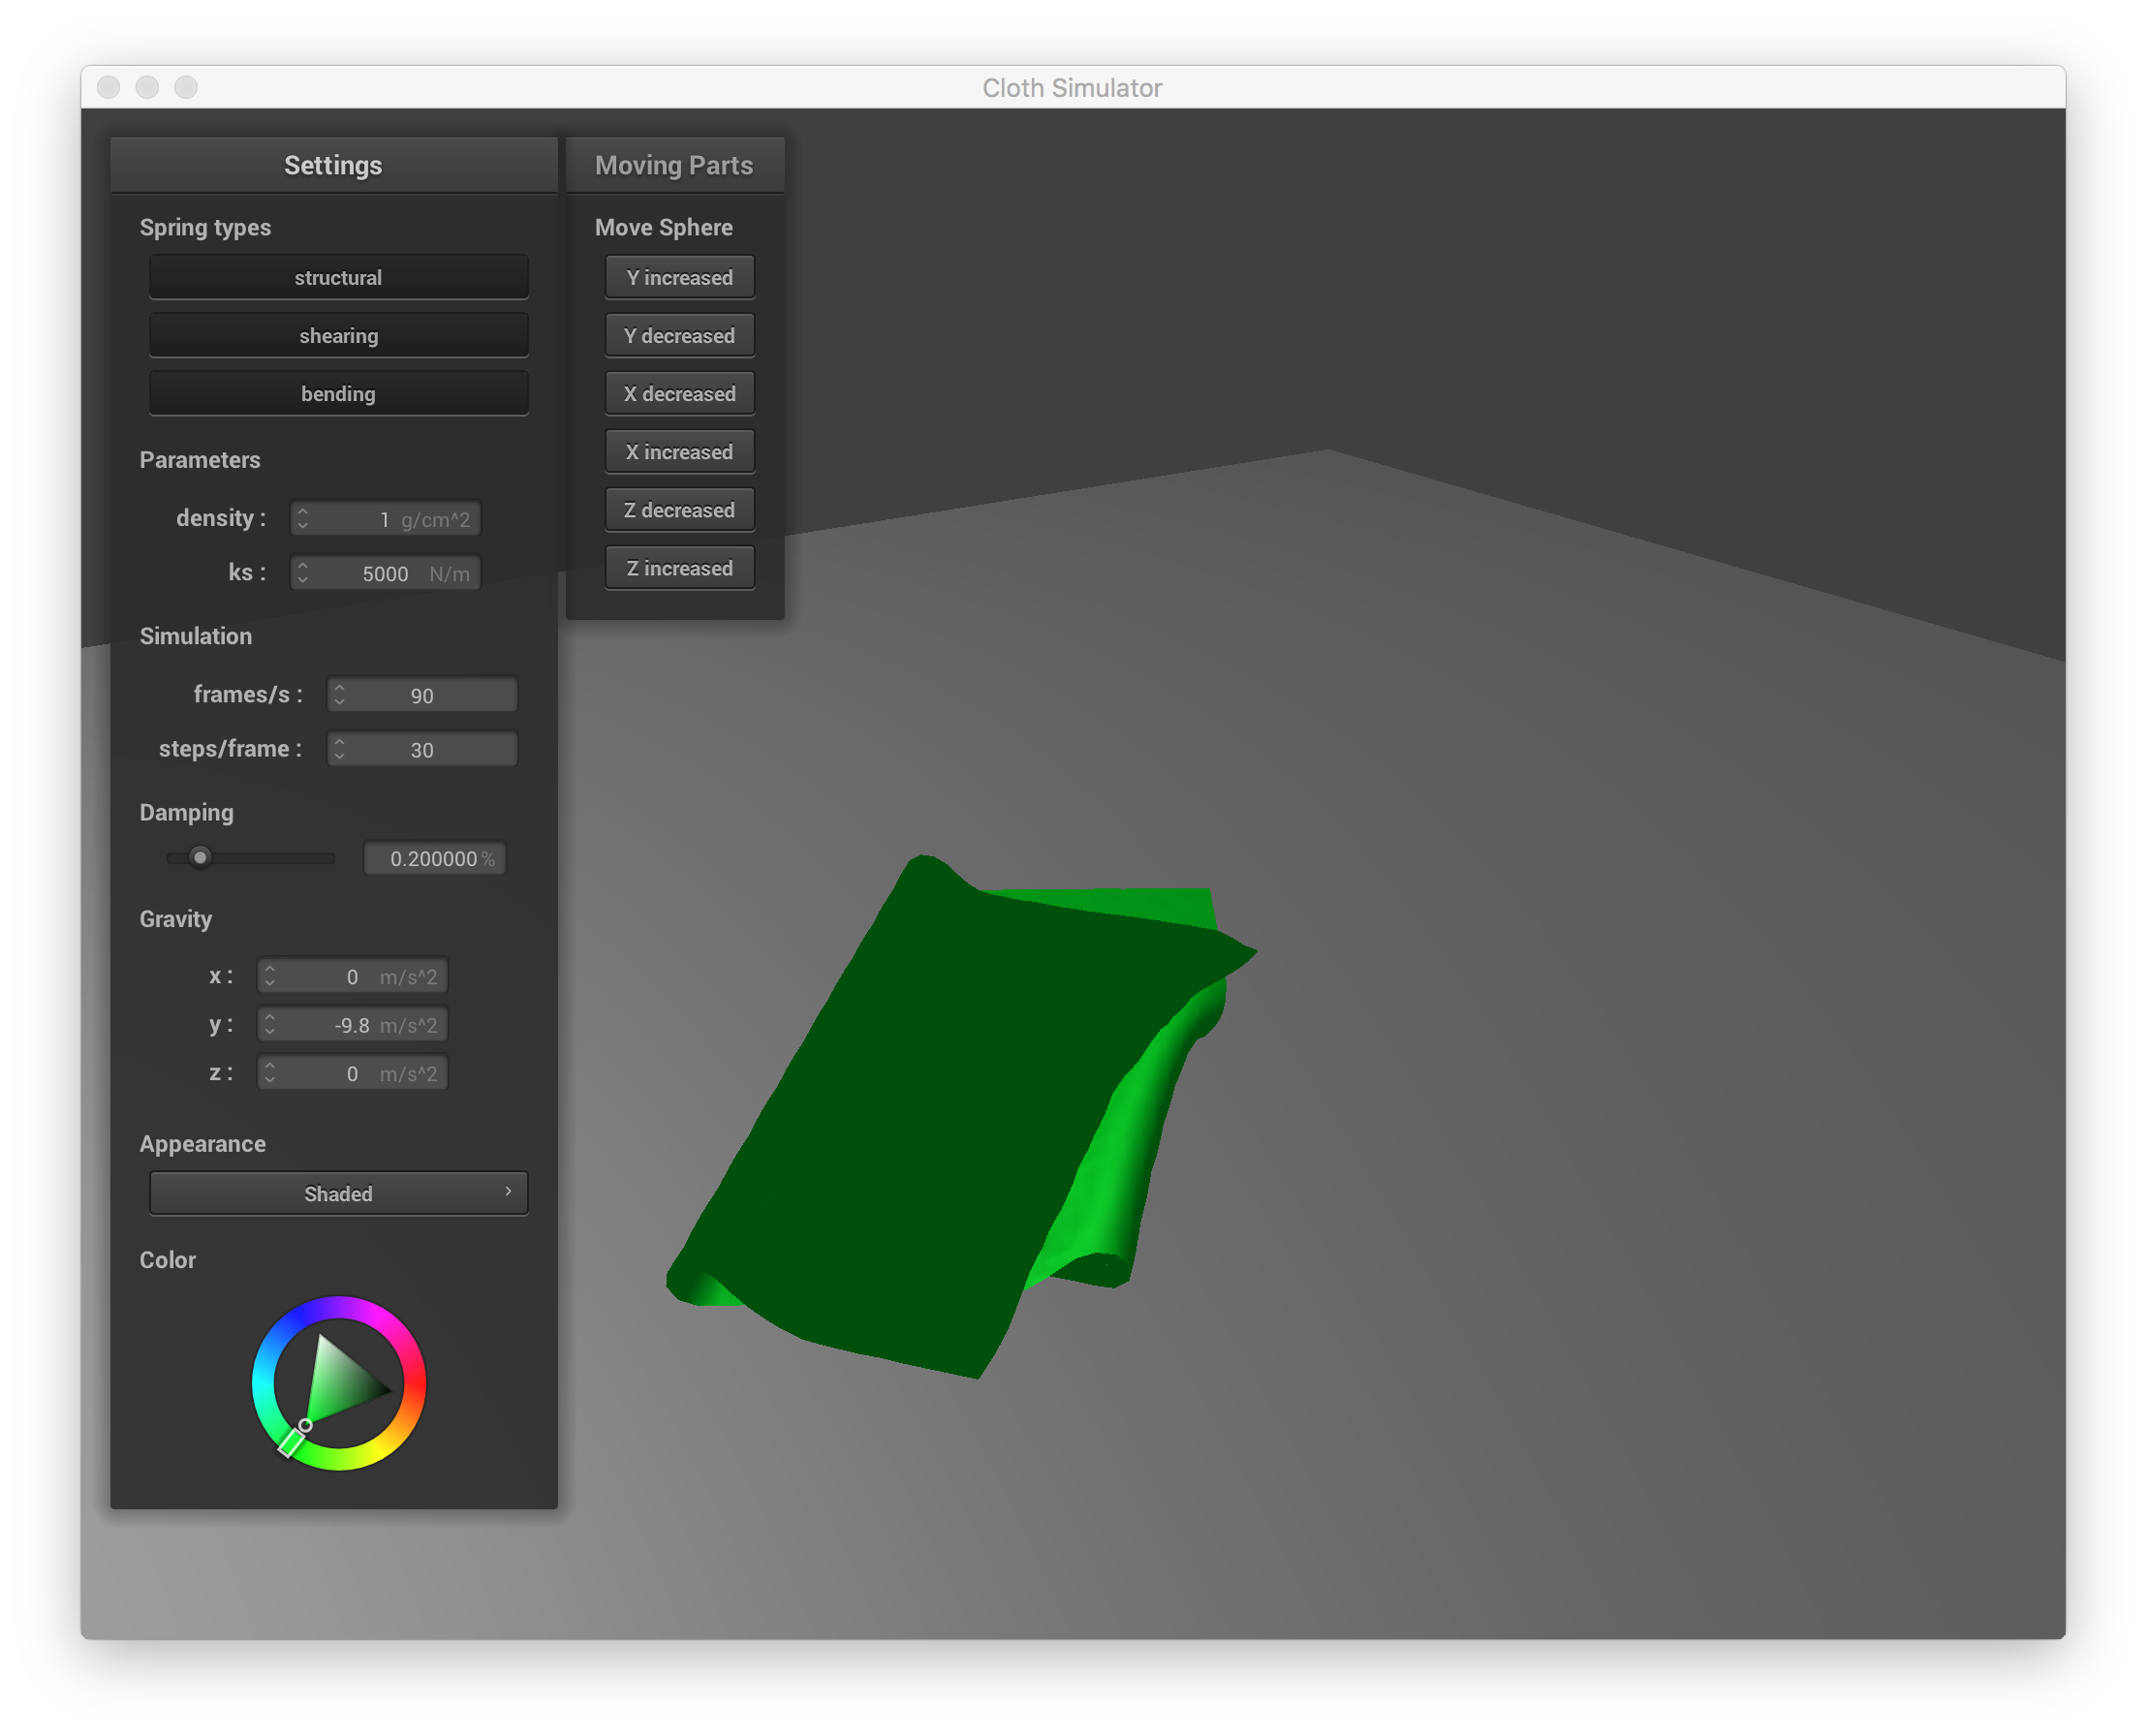 Cloth Simulator
Settings
Spring types
structural
shearing
bending
Parameters
density : 1 g/cm^2
ks : 5000 N/m
Simulation
frames/s : 90
steps/frame : 30
Damping
0.200000 %
Gravity
x : 0 m/s^2
y : -9.8 m/s^2
z : 0 m/s^2
Appearance
Shaded
Color
Moving Parts
Move Sphere
Y increased
Y decreased
X decreased
X increased
Z decreased
Z increased